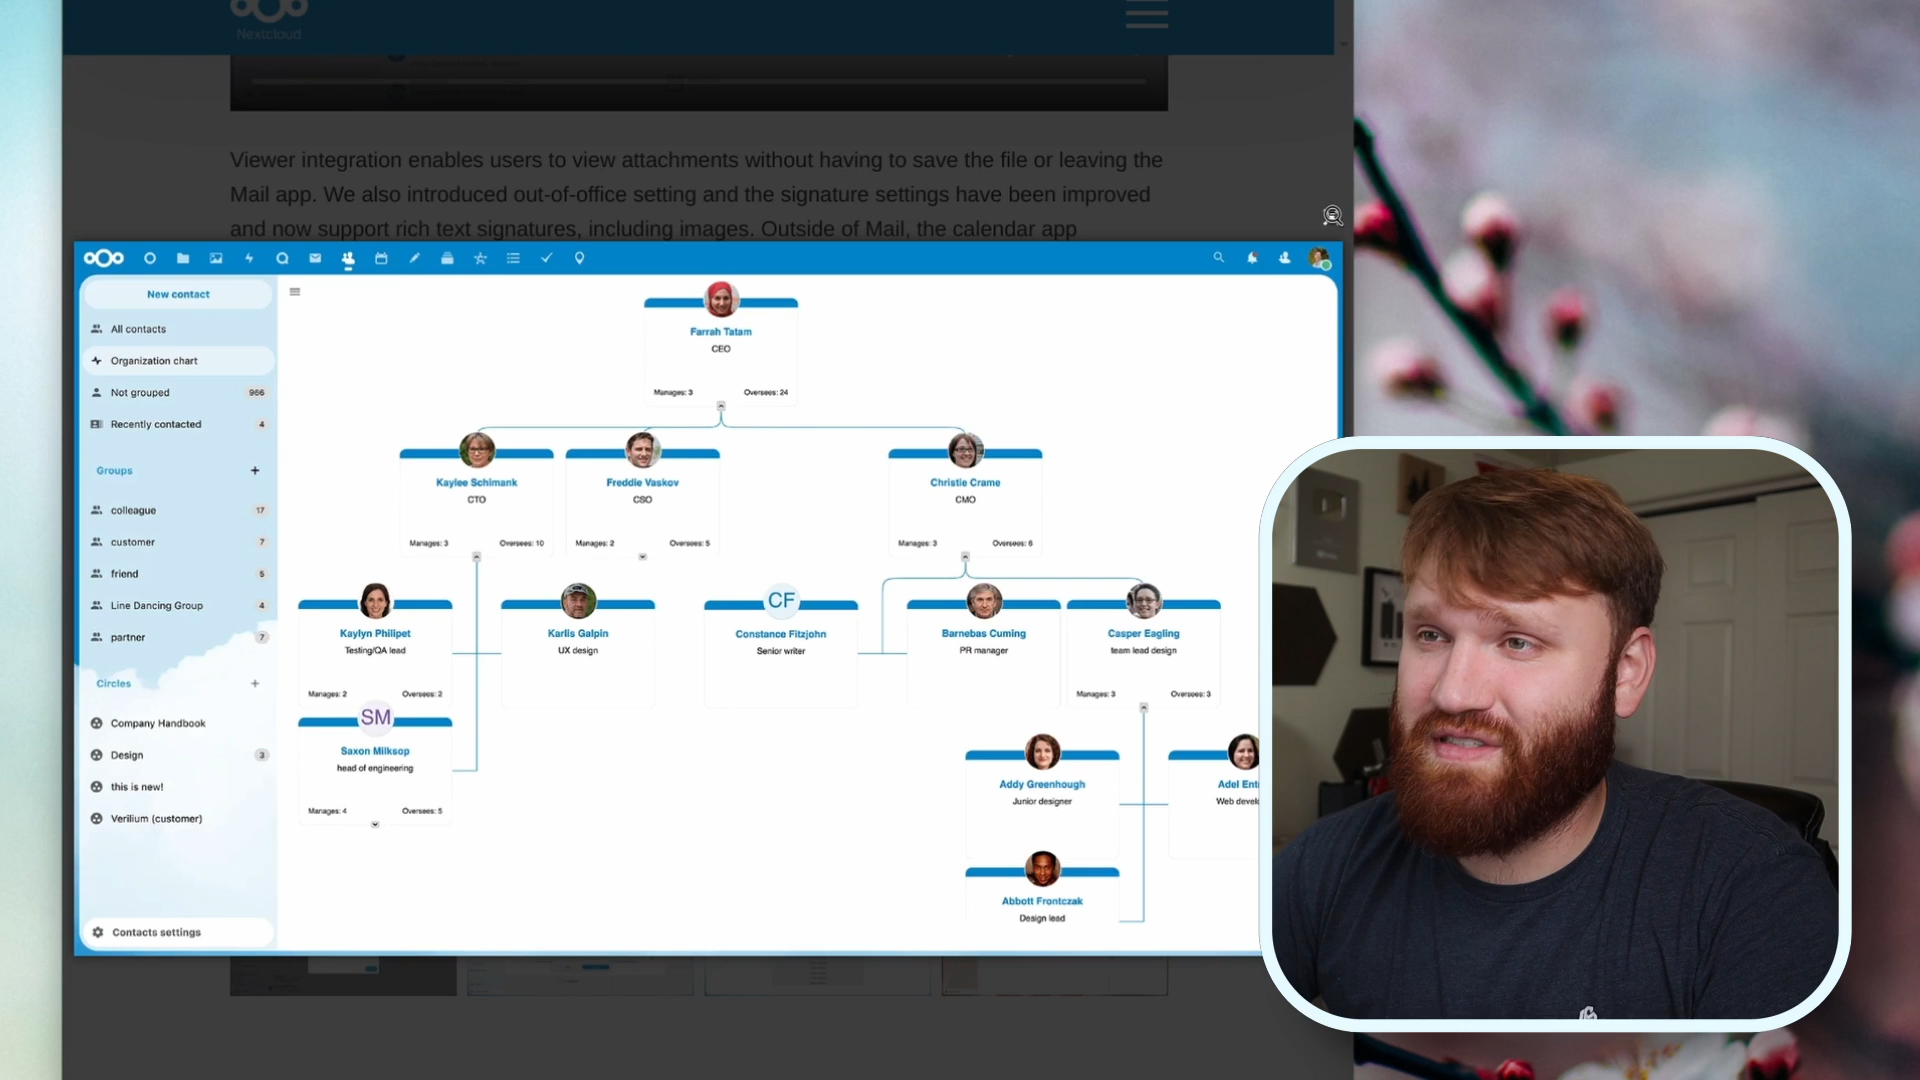 Nextcloud
Viewer integration enables users to view attachments without having to save the file or leaving the
Mail app. We also introduced out-of-office setting and the signature settings have been improved
and now support rich text signatures, including images. Outside of Mail, the calendar app
New contact
All contacts
Organization chart
Not grouped 966
Recently contacted 4
Groups +
colleague 17
customer 7
friend 5
Line Dancing Group 4
partner 7
Circles +
Company Handbook
Design 3
this is new!
Verilium (customer)
Contacts settings
Farrah Tatam
CEO
Manages: 3 Oversees: 24
Kaylee Schimank
CTO
Manages: 3 Oversees: 10
Freddie Vaskov
CSO
Manages: 2 Oversees: 5
Christie Crame
CMO
Manages: 3 Oversees: 6
Kaylyn Philipet
Testing/QA lead
Manages: 2 Oversees: 2
Karlis Galpin
UX design
CF
Constance Fitzjohn
Senior writer
Barnebas Cuming
PR manager
Casper Eagling
team lead design
Manages: 3 Oversees: 3
SM
Saxon Milksop
head of engineering
Manages: 4 Oversees: 5
Addy Greenhough
Junior designer
Adel Ent
Web develo
Abbott Frontczak
Design lead